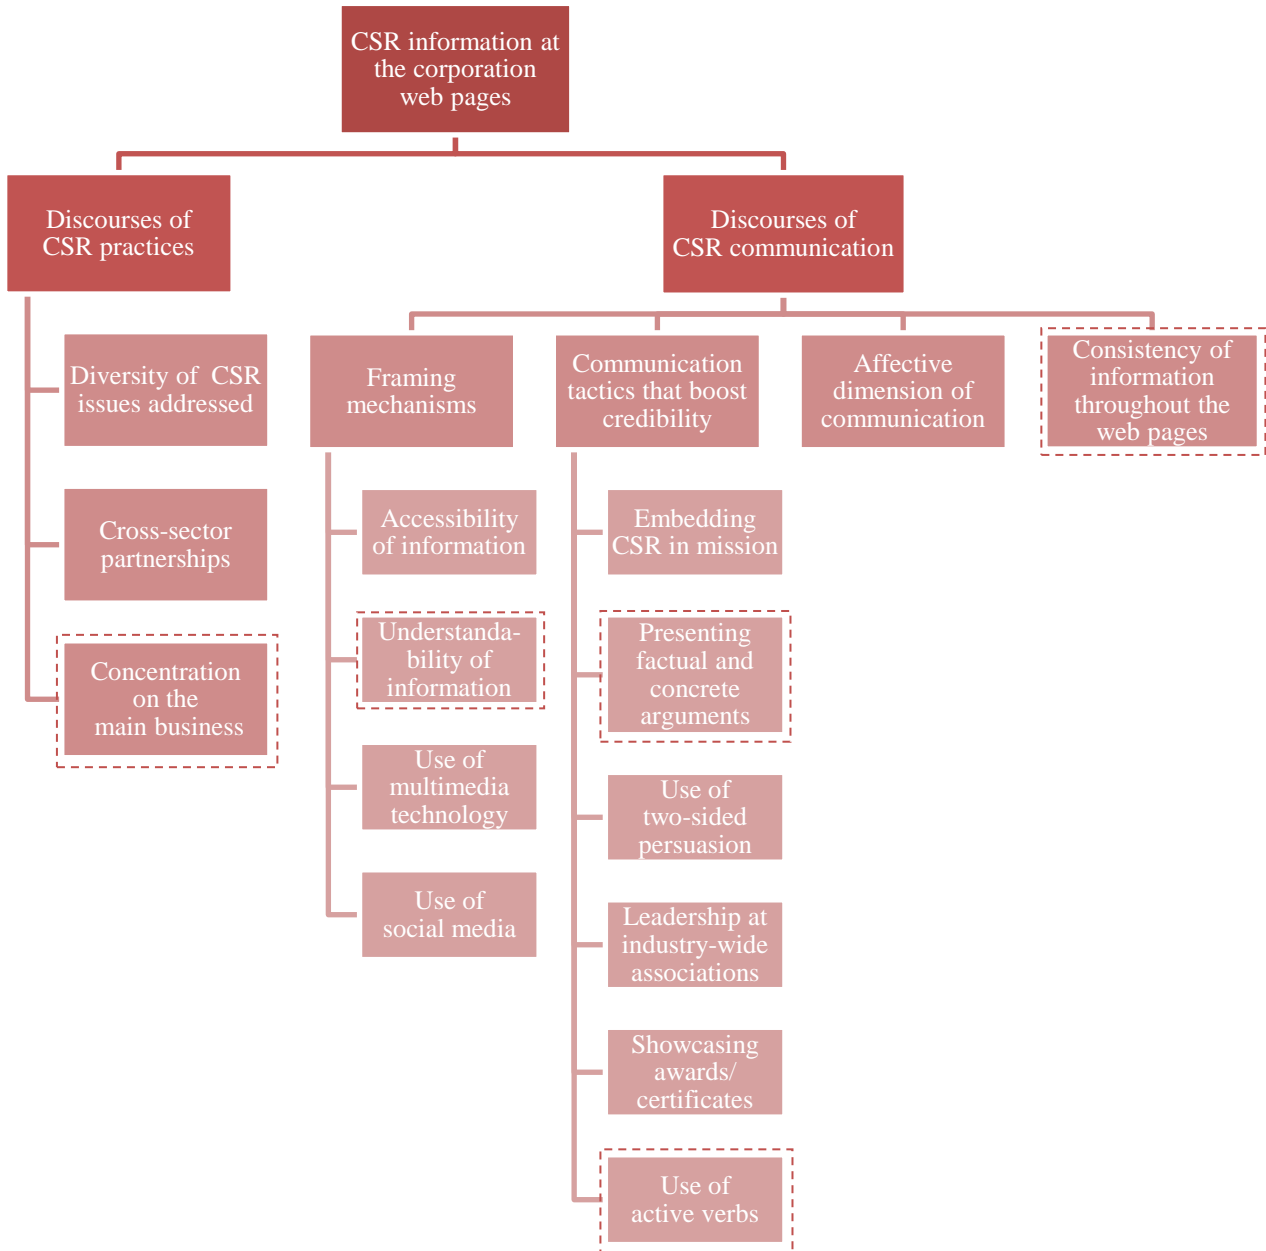 CSR information at
the corporation
web pages
Discourses of
CSR practices
Discourses of
CSR communication
Diversity of CSR
issues addressed
Cross-sector
partnerships
Concentration
on the
main business
Framing
mechanisms
Accessibility
of information
Understanda-
bility of
information
Use of
multimedia
technology
Use of
social media
Communication
tactics that boost
credibility
Embedding
CSR in mission
Presenting
factual and
concrete
arguments
Use of
two-sided
persuasion
Leadership at
industry-wide
associations
Showcasing
awards/
certificates
Use of
active verbs
Affective
dimension of
communication
Consistency of
information
throughout the
web pages